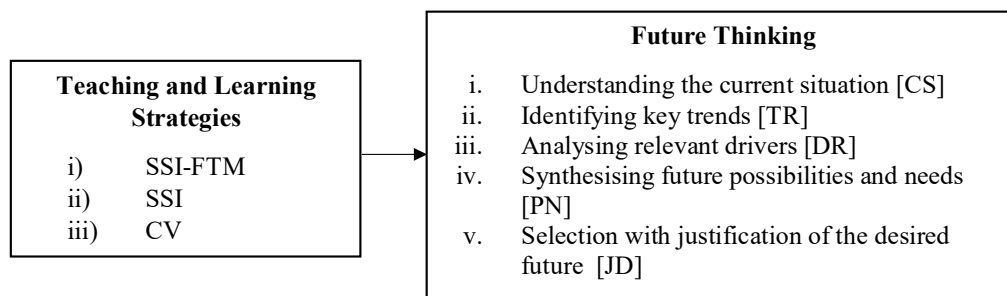 Teaching and Learning
Strategies
i) SSI-FTM
ii) SSI
iii) CV
Future Thinking
i. Understanding the current situation [CS]
ii. Identifying key trends [TR]
iii. Analysing relevant drivers [DR]
iv. Synthesising future possibilities and needs
[PN]
v. Selection with justification of the desired
future [JD]